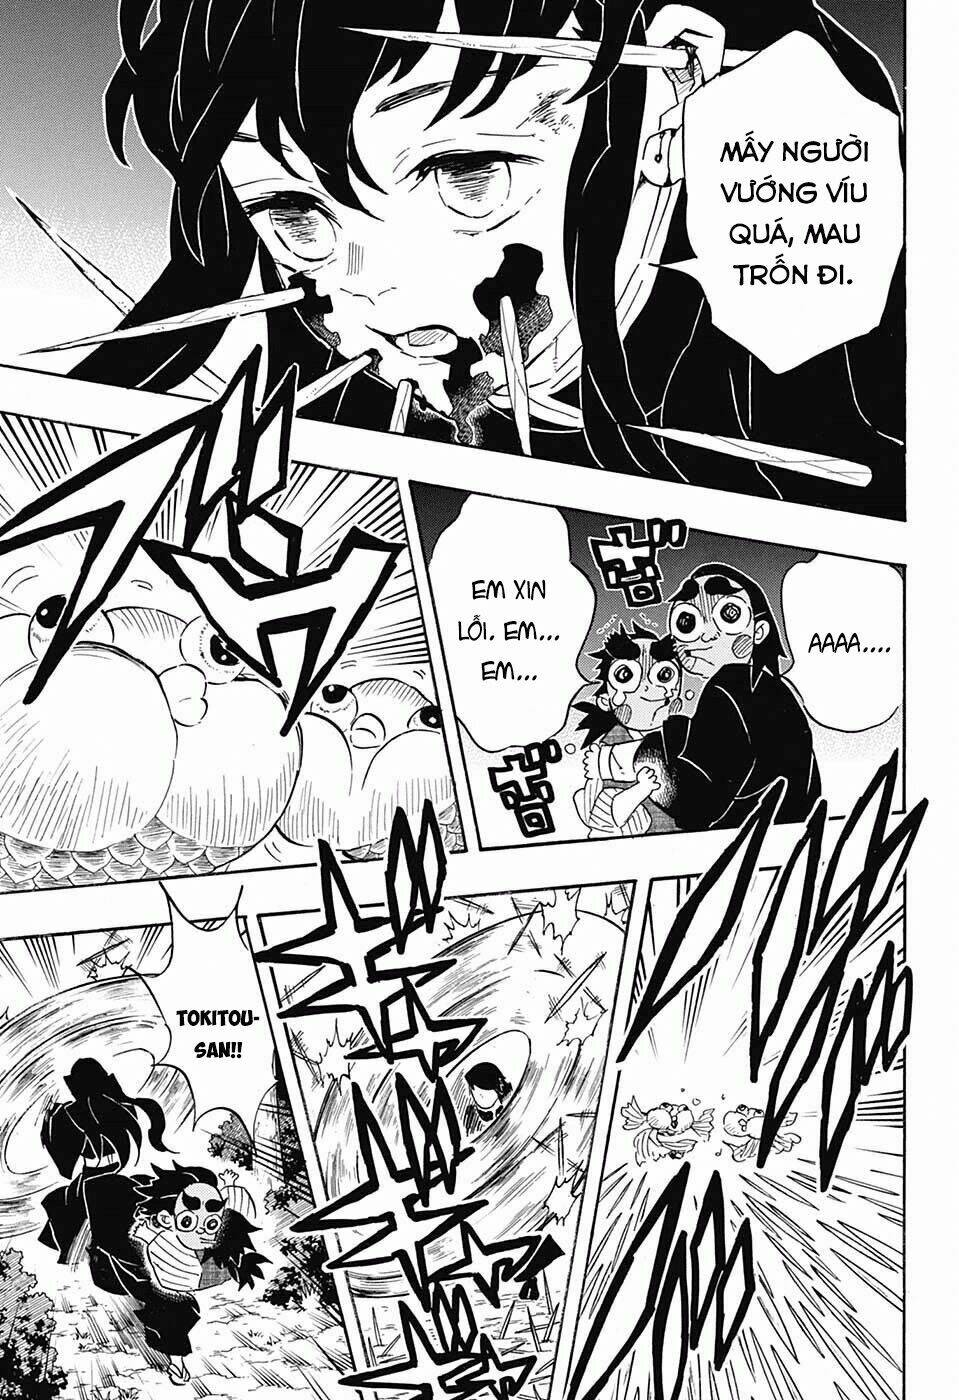 MẤY NGƯỜI
VƯỚNG VÍU
QUÁ, MAU
TRỐN ĐI.
AAAA....
EM XIN
LỖI. EM...
EM...
TOKITOU-
SAN!!